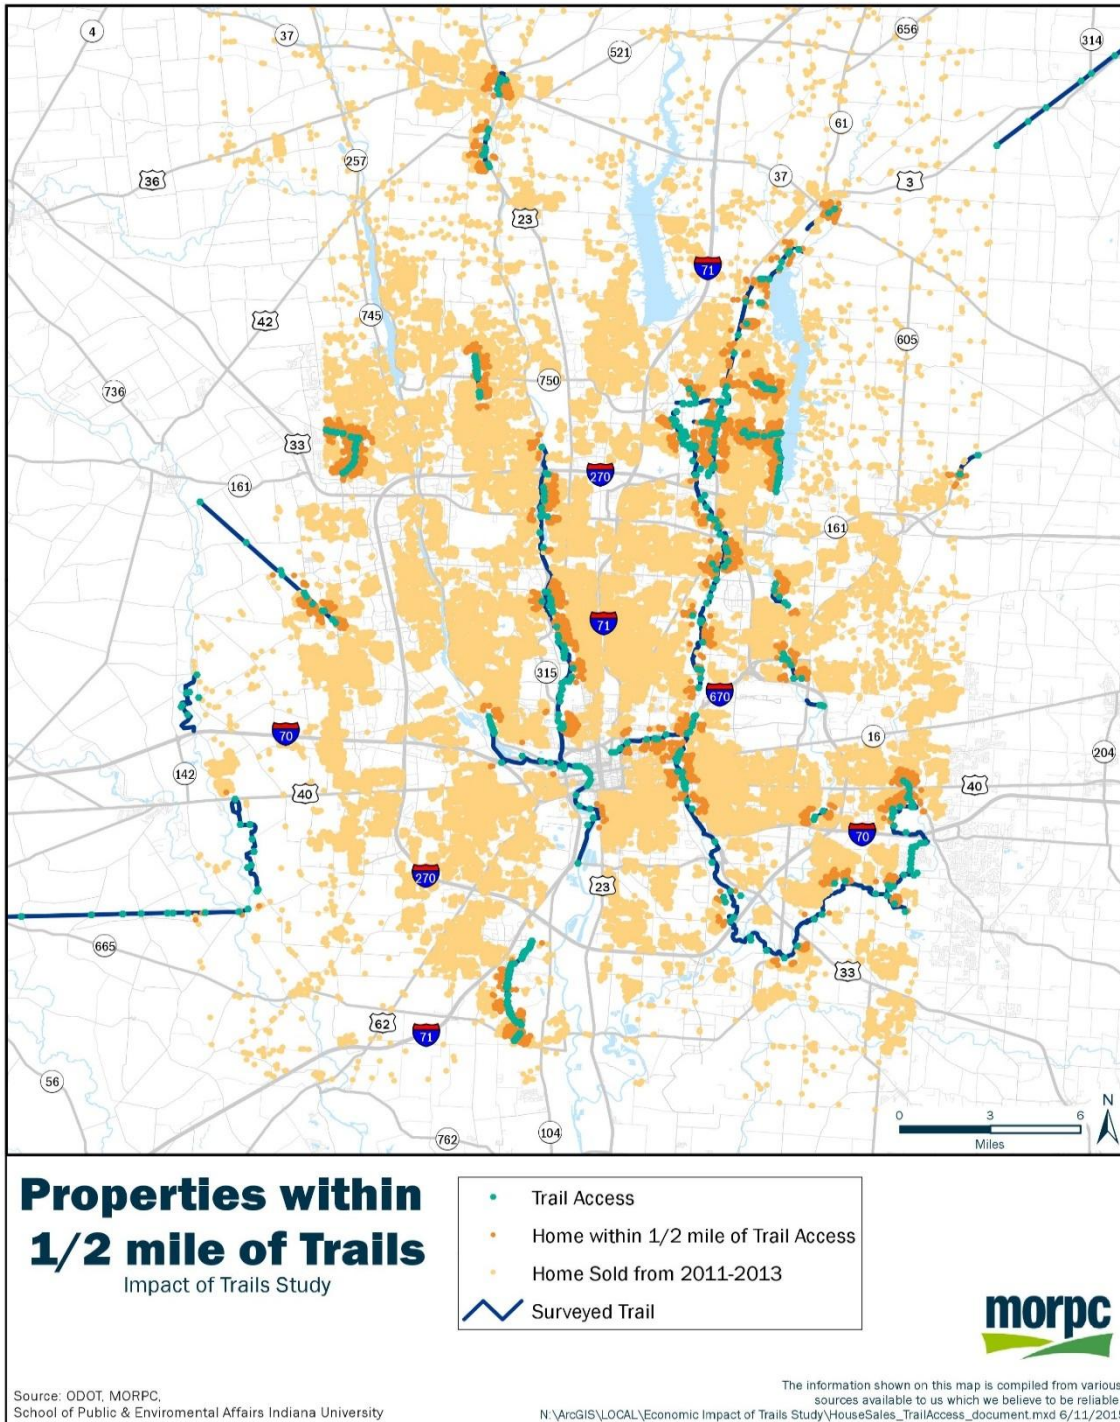 4
37
521
656
314
61
257
36
37
3
23
71
745
42
605
750
736
33
270
161
161
71
315
670
70
16
142
204
40
40
70
270
23
665
33
62
71
56
762
104
0 3 6
Miles
N
Properties within
1/2 mile of Trails
Impact of Trails Study
Trail Access
Home within 1/2 mile of Trail Access
Home Sold from 2011-2013
Surveyed Trail
morpc
Source: ODOT, MORPC,
School of Public & Enviromental Affairs Indiana University
The information shown on this map is compiled from various
sources available to us which we believe to be reliable
N:\ArcGIS\LOCAL\Economic Impact of Trails Study\HouseSales_TrailAccess_document.mxd 6/11/2015